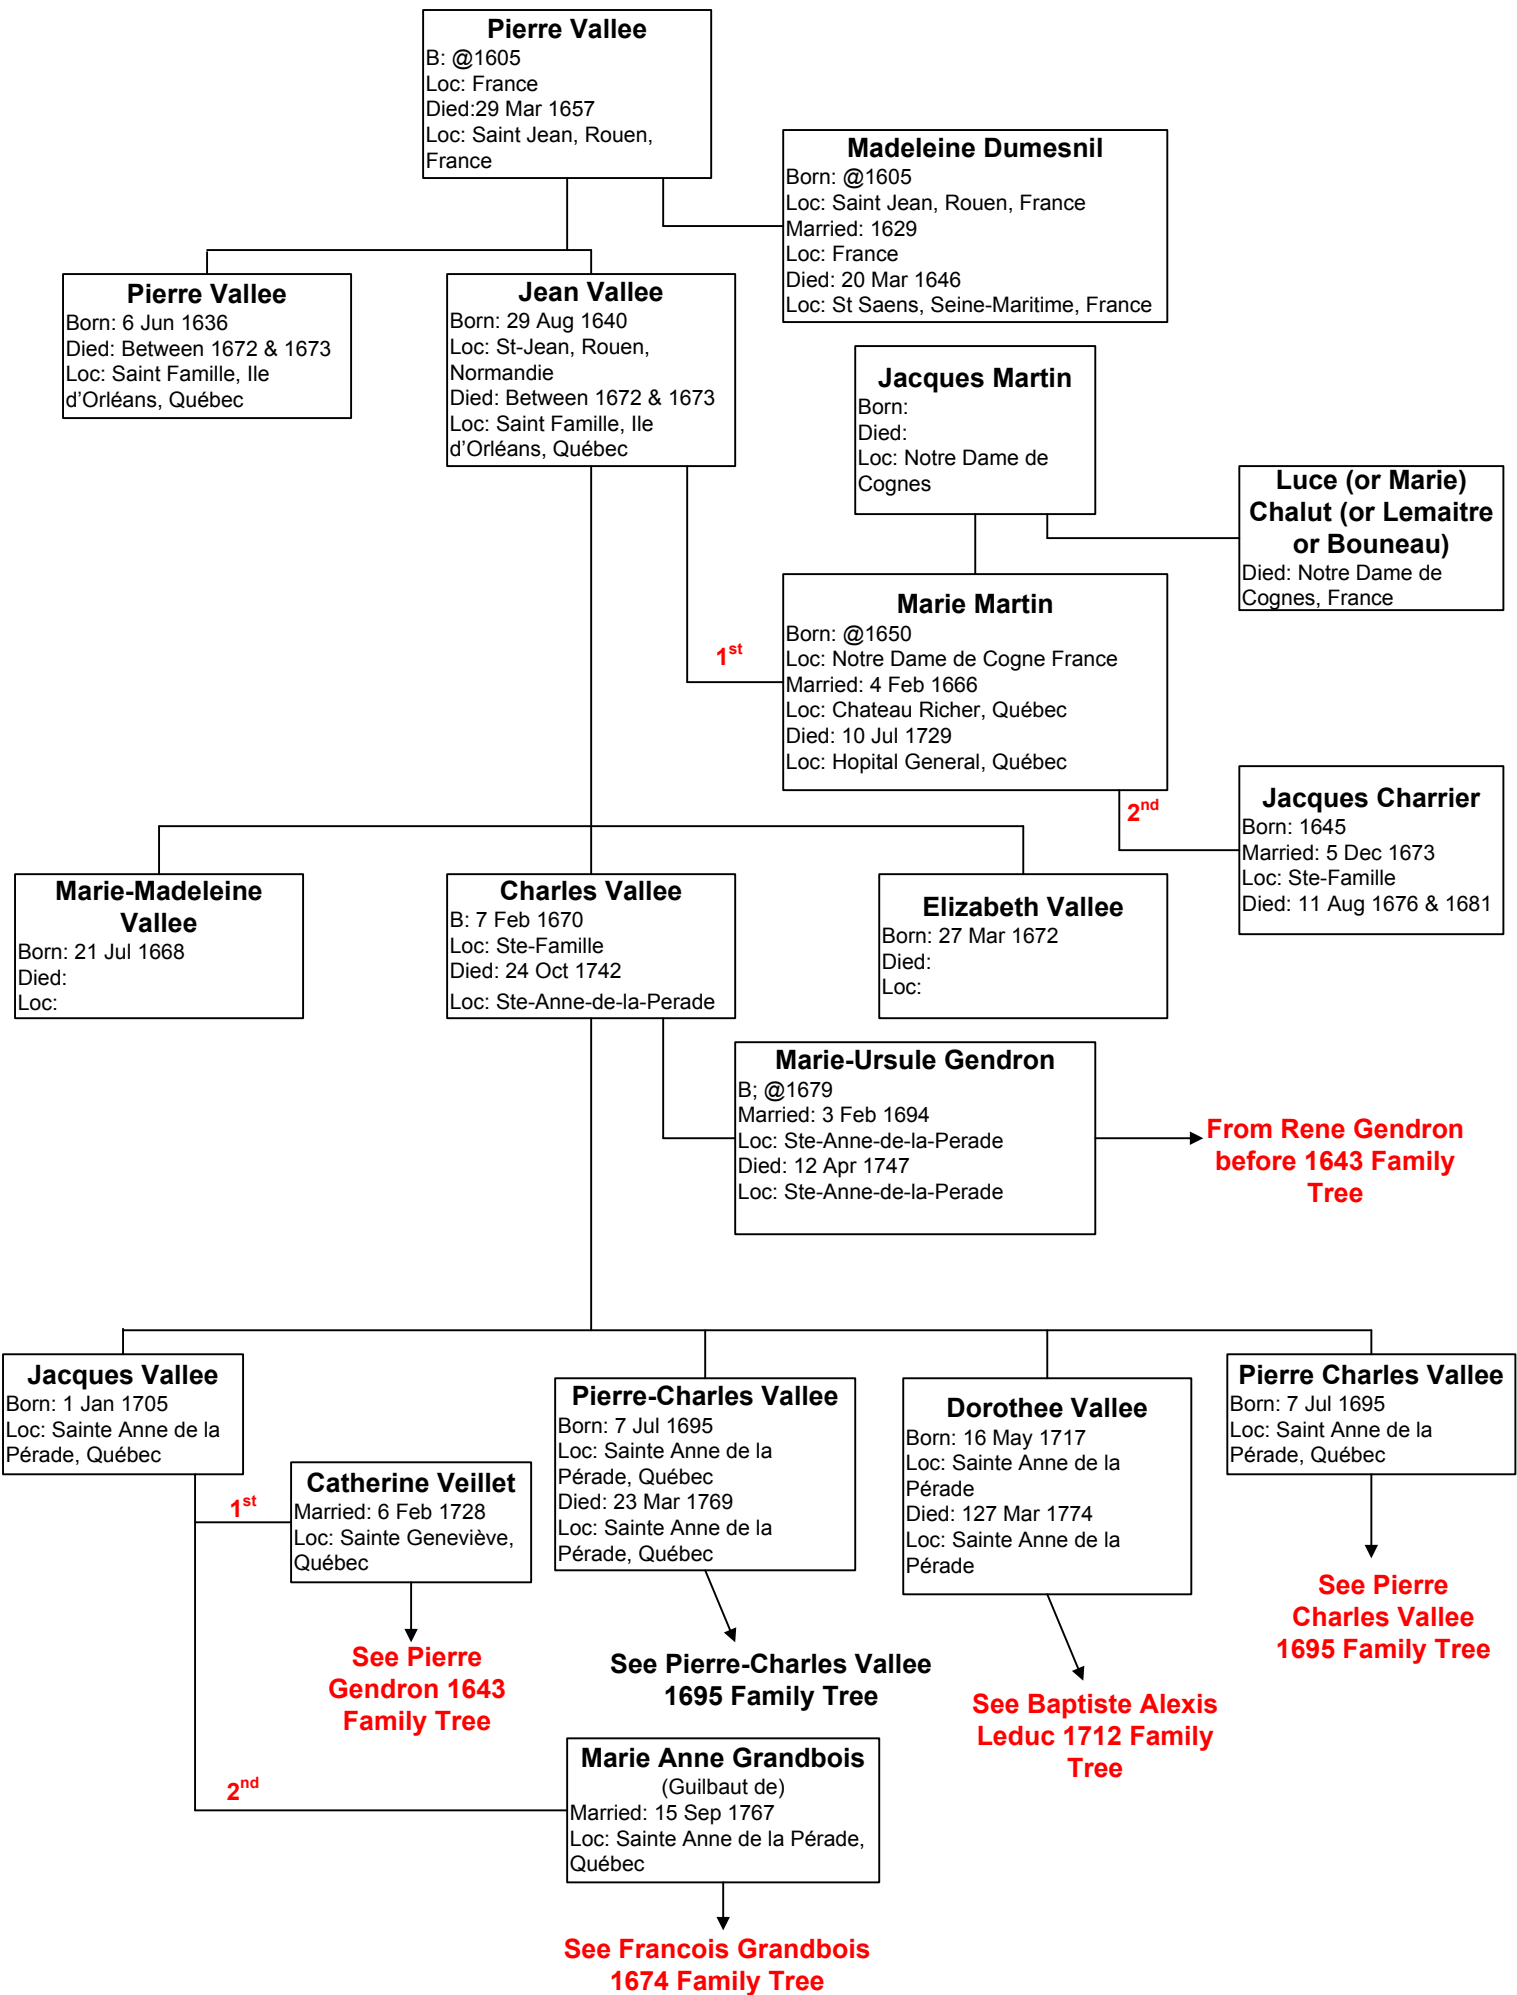 Pierre Vallee
B: @1605
Loc: France
Died:29 Mar 1657
Loc: Saint Jean, Rouen,
France
Madeleine Dumesnil
Born: @1605
Loc: Saint Jean, Rouen, France
Married: 1629
Loc: France
Died: 20 Mar 1646
Loc: St Saens, Seine-Maritime, France
Pierre Vallee
Born: 6 Jun 1636
Died: Between 1672 & 1673
Loc: Saint Famille, Ile
d’Orléans, Québec
Jean Vallee
Born: 29 Aug 1640
Loc: St-Jean, Rouen,
Normandie
Died: Between 1672 & 1673
Loc: Saint Famille, Ile
d’Orléans, Québec
Jacques Martin
Born:
Died:
Loc: Notre Dame de
Cognes
Luce (or Marie)
Chalut (or Lemaitre
or Bouneau)
Died: Notre Dame de
Cognes, France
1st
Marie Martin
Born: @1650
Loc: Notre Dame de Cogne France
Married: 4 Feb 1666
Loc: Chateau Richer, Québec
Died: 10 Jul 1729
Loc: Hopital General, Québec
2nd
Jacques Charrier
Born: 1645
Married: 5 Dec 1673
Loc: Ste-Famille
Died: 11 Aug 1676 & 1681
Marie-Madeleine
Vallee
Born: 21 Jul 1668
Died:
Loc:
Charles Vallee
B: 7 Feb 1670
Loc: Ste-Famille
Died: 24 Oct 1742
Loc: Ste-Anne-de-la-Perade
Elizabeth Vallee
Born: 27 Mar 1672
Died:
Loc:
Marie-Ursule Gendron
B; @1679
Married: 3 Feb 1694
Loc: Ste-Anne-de-la-Perade
Died: 12 Apr 1747
Loc: Ste-Anne-de-la-Perade
From Rene Gendron
before 1643 Family
Tree
Jacques Vallee
Born: 1 Jan 1705
Loc: Sainte Anne de la
Pérade, Québec
Pierre-Charles Vallee
Born: 7 Jul 1695
Loc: Sainte Anne de la
Pérade, Québec
Died: 23 Mar 1769
Loc: Sainte Anne de la
Pérade, Québec
Dorothee Vallee
Born: 16 May 1717
Loc: Sainte Anne de la
Pérade
Died: 127 Mar 1774
Loc: Sainte Anne de la
Pérade
Pierre Charles Vallee
Born: 7 Jul 1695
Loc: Saint Anne de la
Pérade, Québec
1st
Catherine Veillet
Married: 6 Feb 1728
Loc: Sainte Geneviève,
Québec
See Pierre
Gendron 1643
Family Tree
See Pierre-Charles Vallee
1695 Family Tree
See Baptiste Alexis
Leduc 1712 Family
Tree
See Pierre
Charles Vallee
1695 Family Tree
2nd
Marie Anne Grandbois
(Guilbaut de)
Married: 15 Sep 1767
Loc: Sainte Anne de la Pérade,
Québec
See Francois Grandbois
1674 Family Tree